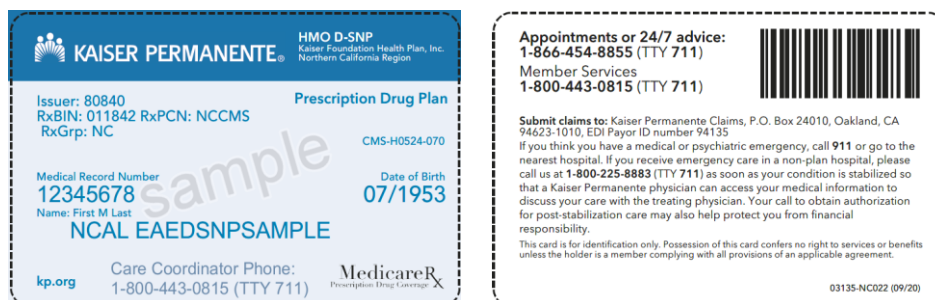 KAISER PERMANENTE®
HMO D-SNP
Kaiser Foundation Health Plan, Inc.
Northern California Region
Issuer: 80840
RxBIN: 011842 RxPCN: NCCMS
RxGrp: NC
Prescription Drug Plan
CMS-H0524-070
sample
Medical Record Number
12345678
Date of Birth
07/1953
Name: First M Last
NCAL EAEDSNPSAMPLE
kp.org
Care Coordinator Phone:
1-800-443-0815 (TTY 711)
MedicareRx
Prescription Drug Coverage
Appointments or 24/7 advice:
1-866-454-8855 (TTY 711)
Member Services
1-800-443-0815 (TTY 711)
Submit claims to: Kaiser Permanente Claims, P.O. Box 24010, Oakland, CA
94623-1010, EDI Payor ID number 94135
If you think you have a medical or psychiatric emergency, call 911 or go to the
nearest hospital. If you receive emergency care in a non-plan hospital, please
call us at 1-800-225-8883 (TTY 711) as soon as your condition is stabilized so
that a Kaiser Permanente physician can access your medical information to
discuss your care with the treating physician. Your call to obtain authorization
for post-stabilization care may also help protect you from financial
responsibility.
This card is for identification only. Possession of this card confers no right to services or benefits
unless the holder is a member complying with all provisions of an applicable agreement.
03135-NC022 (09/20)